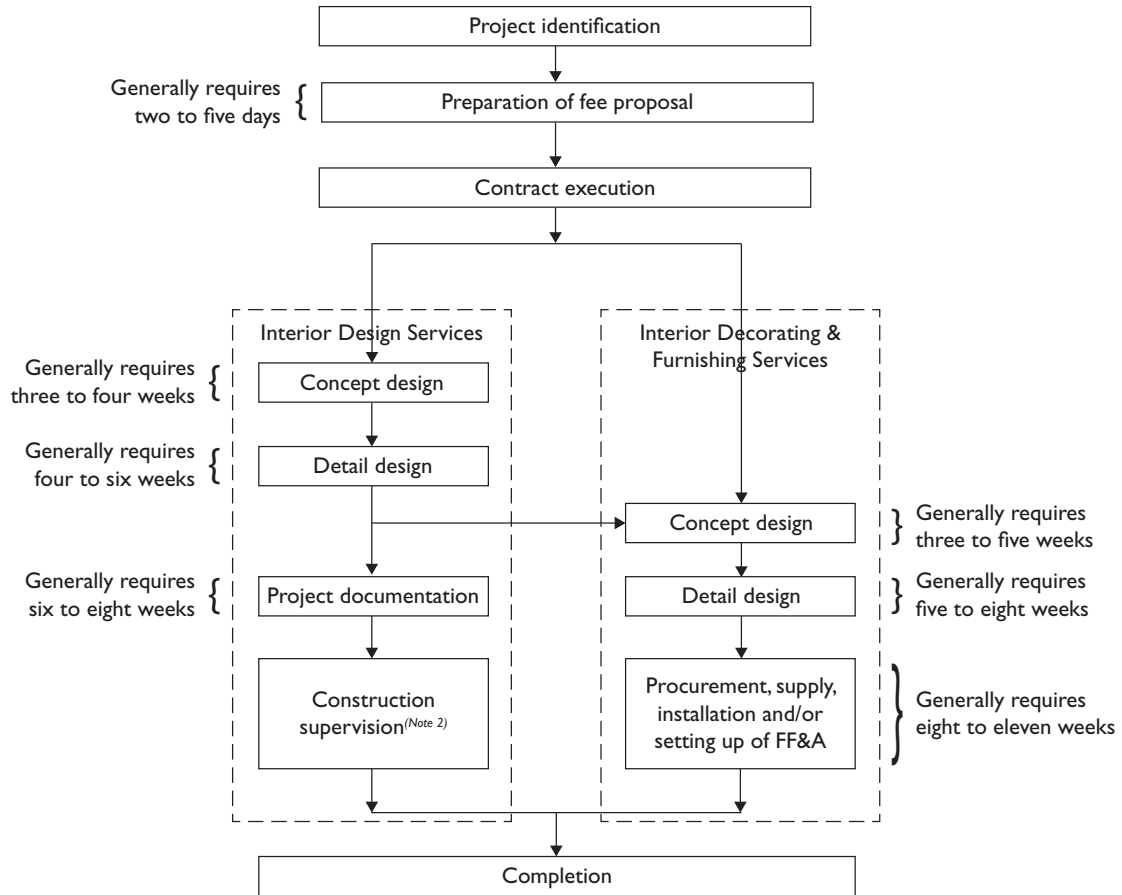 Project identification
Generally requires
two to five days
Preparation of fee proposal
Contract execution
Interior Design Services
Interior Decorating &
Furnishing Services
Generally requires
three to four weeks
Concept design
Generally requires
four to six weeks
Detail design
Concept design
Generally requires
three to five weeks
Generally requires
six to eight weeks
Project documentation
Detail design
Generally requires
five to eight weeks
Construction
supervision(Note 2)
Procurement, supply,
installation and/or
setting up of FF&A
Generally requires
eight to eleven weeks
Completion